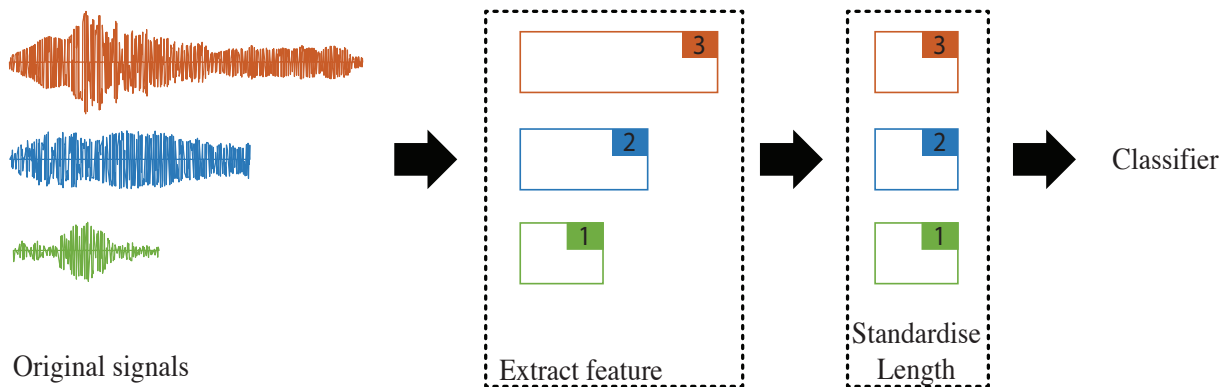 3
3
2
2
Classifier
1
1
Standardise
Length
Original signals
Extract feature